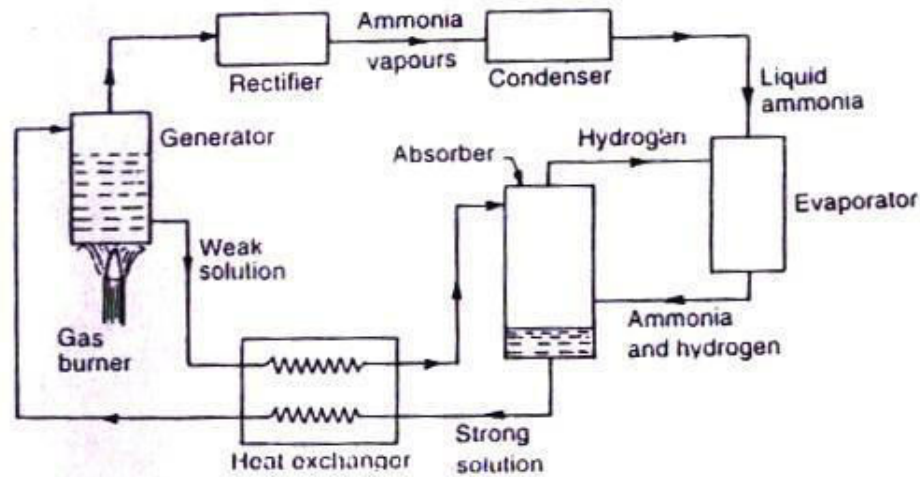 Ammonia
vapours
Rectifier
Condenser
Liquid
ammonia
Generator
Hydrogen
Absorber
Evaporator
Weak
solution
Gas
burner
Ammonia
and hydrogen
Strong
solution
Heat exchanger